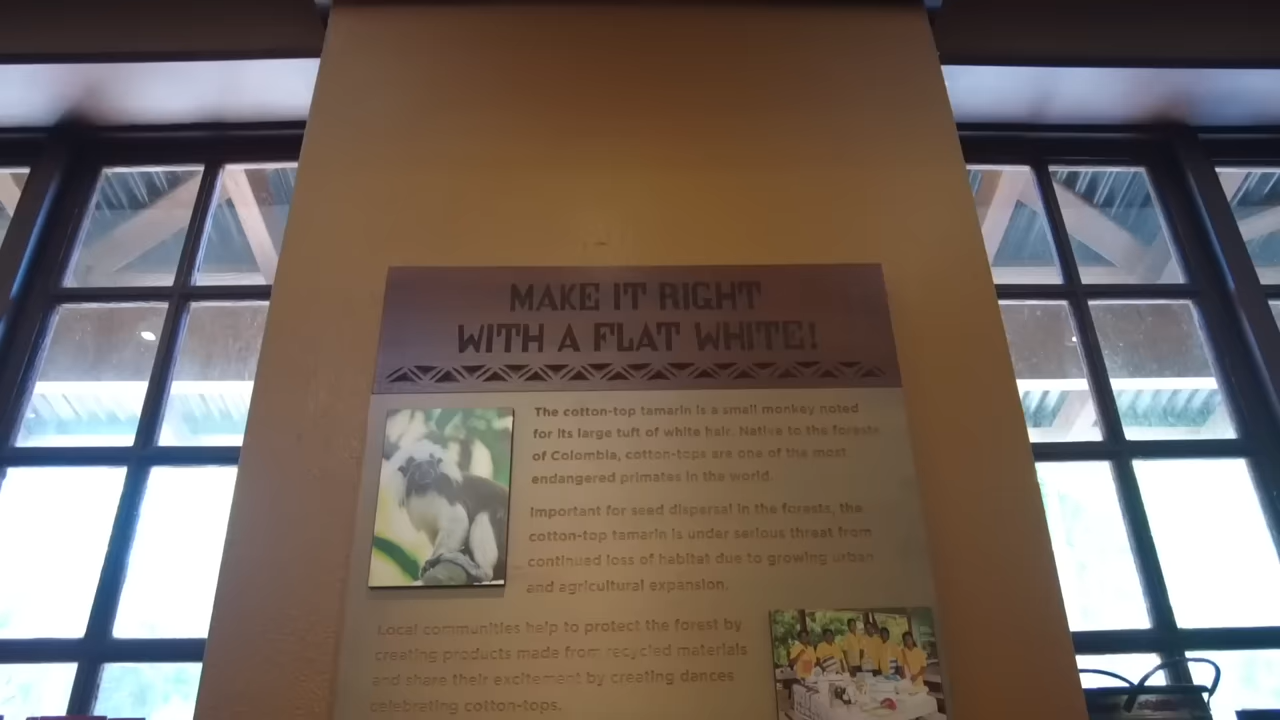 MAKE IT RIGHT
WITH A FLAT WHITE!
The cotton-top tamarin is a small monkey noted
for its large tuft of white hair. Native to the forests
of Colombia, cotton-tops are one of the most
endangered primates in the world.
Important for seed dispersal in the forests, the
cotton-top tamarin is under serious threat from
continued loss of habitat due to growing urban
and agricultural expansion.
Local communities help to protect the forest by
creating products made from recycled materials
and share their excitement by creating dances
celebrating cotton-tops.